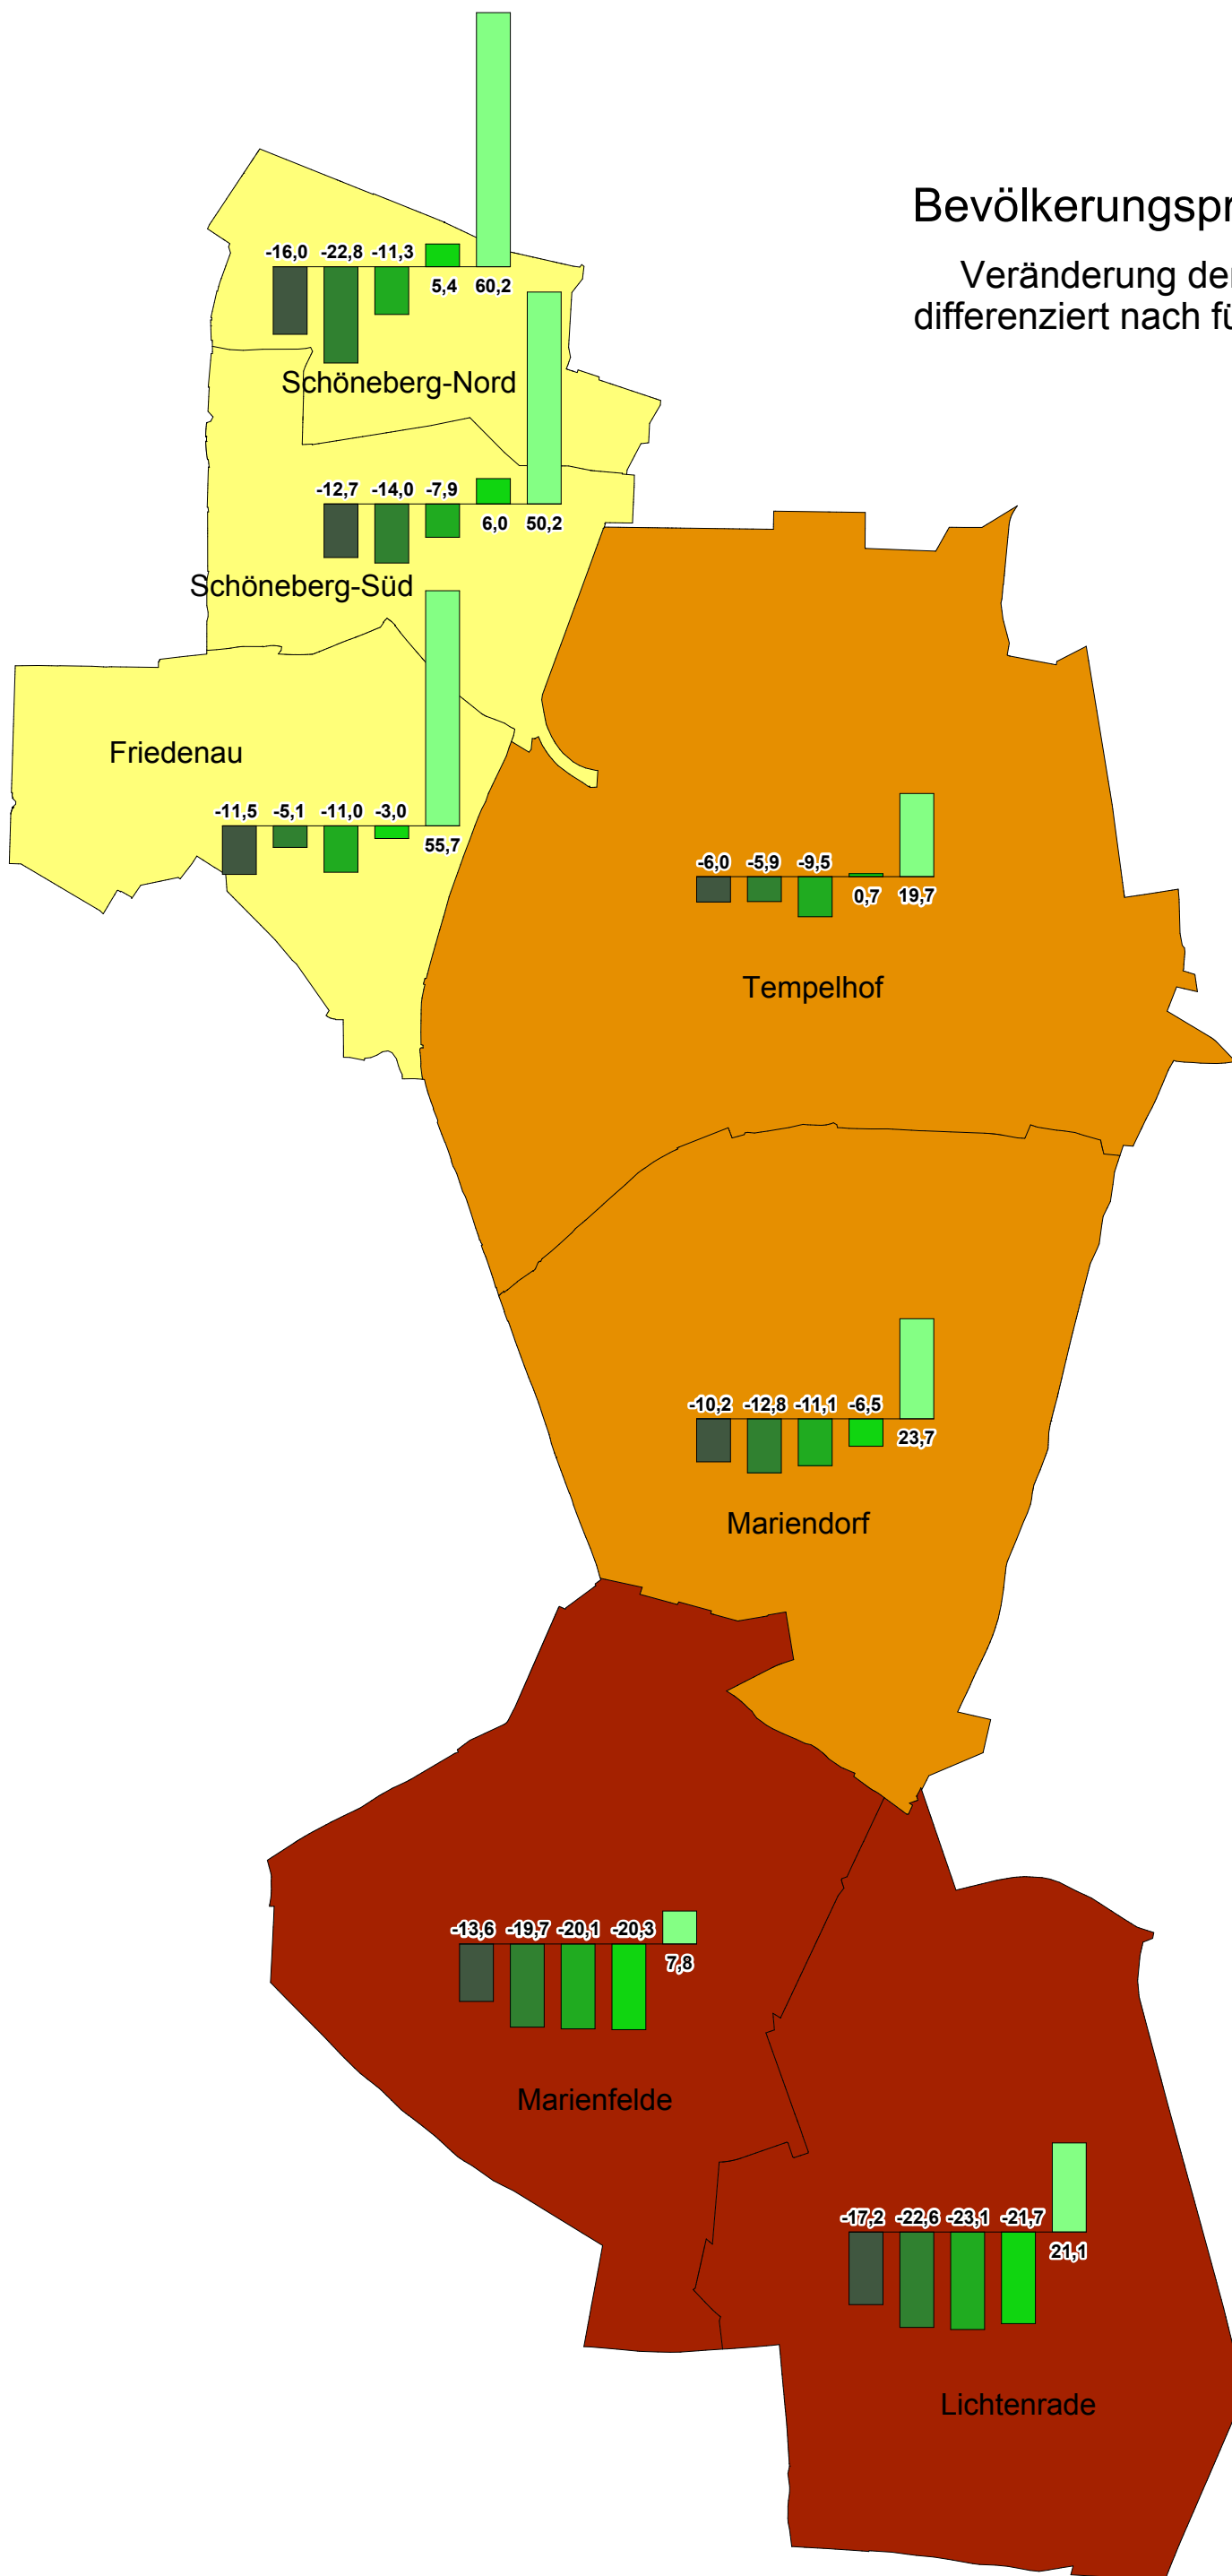 Bevölkerungspr
Veränderung der
differenziert nach fü
-16,0 -22,8 -11,3
5,4 60,2
Schöneberg-Nord
-12,7 -14,0 -7,9
6,0 50,2
Schöneberg-Süd
Friedenau
-11,5 -5,1 -11,0 -3,0
55,7
-6,0 -5,9 -9,5
0,7 19,7
Tempelhof
-10,2 -12,8 -11,1 -6,5
23,7
Mariendorf
-13,6 -19,7 -20,1 -20,3
7,8
Marienfelde
-17,2 -22,6 -23,1 -21,7
21,1
Lichtenrade